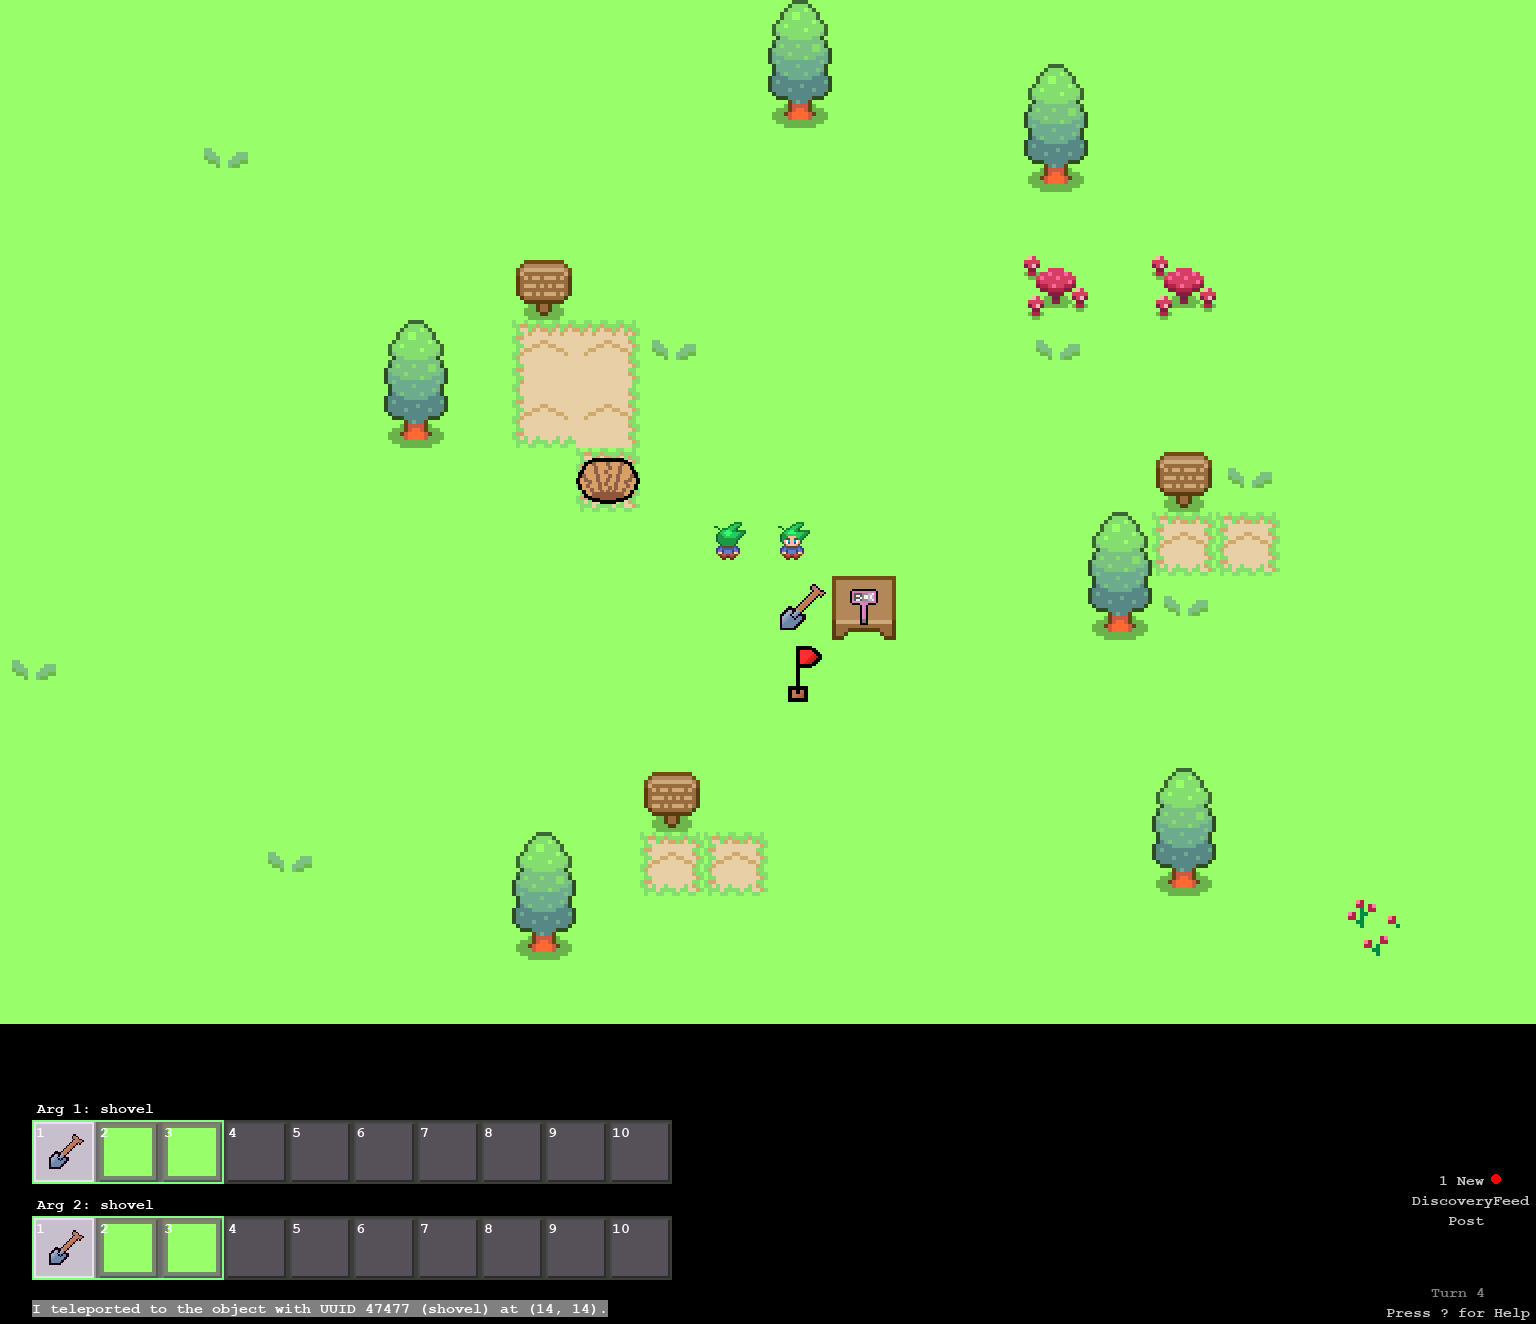 Arg 1: shovel
1 2 3 4 5 6 7 8 9 10
Arg 2: shovel
1 2 3 4 5 6 7 8 9 10
I teleported to the object with UUID 47477 (shovel) at (14, 14).
1 New
DiscoveryFeed
Post
Turn 4
Press ? for Help